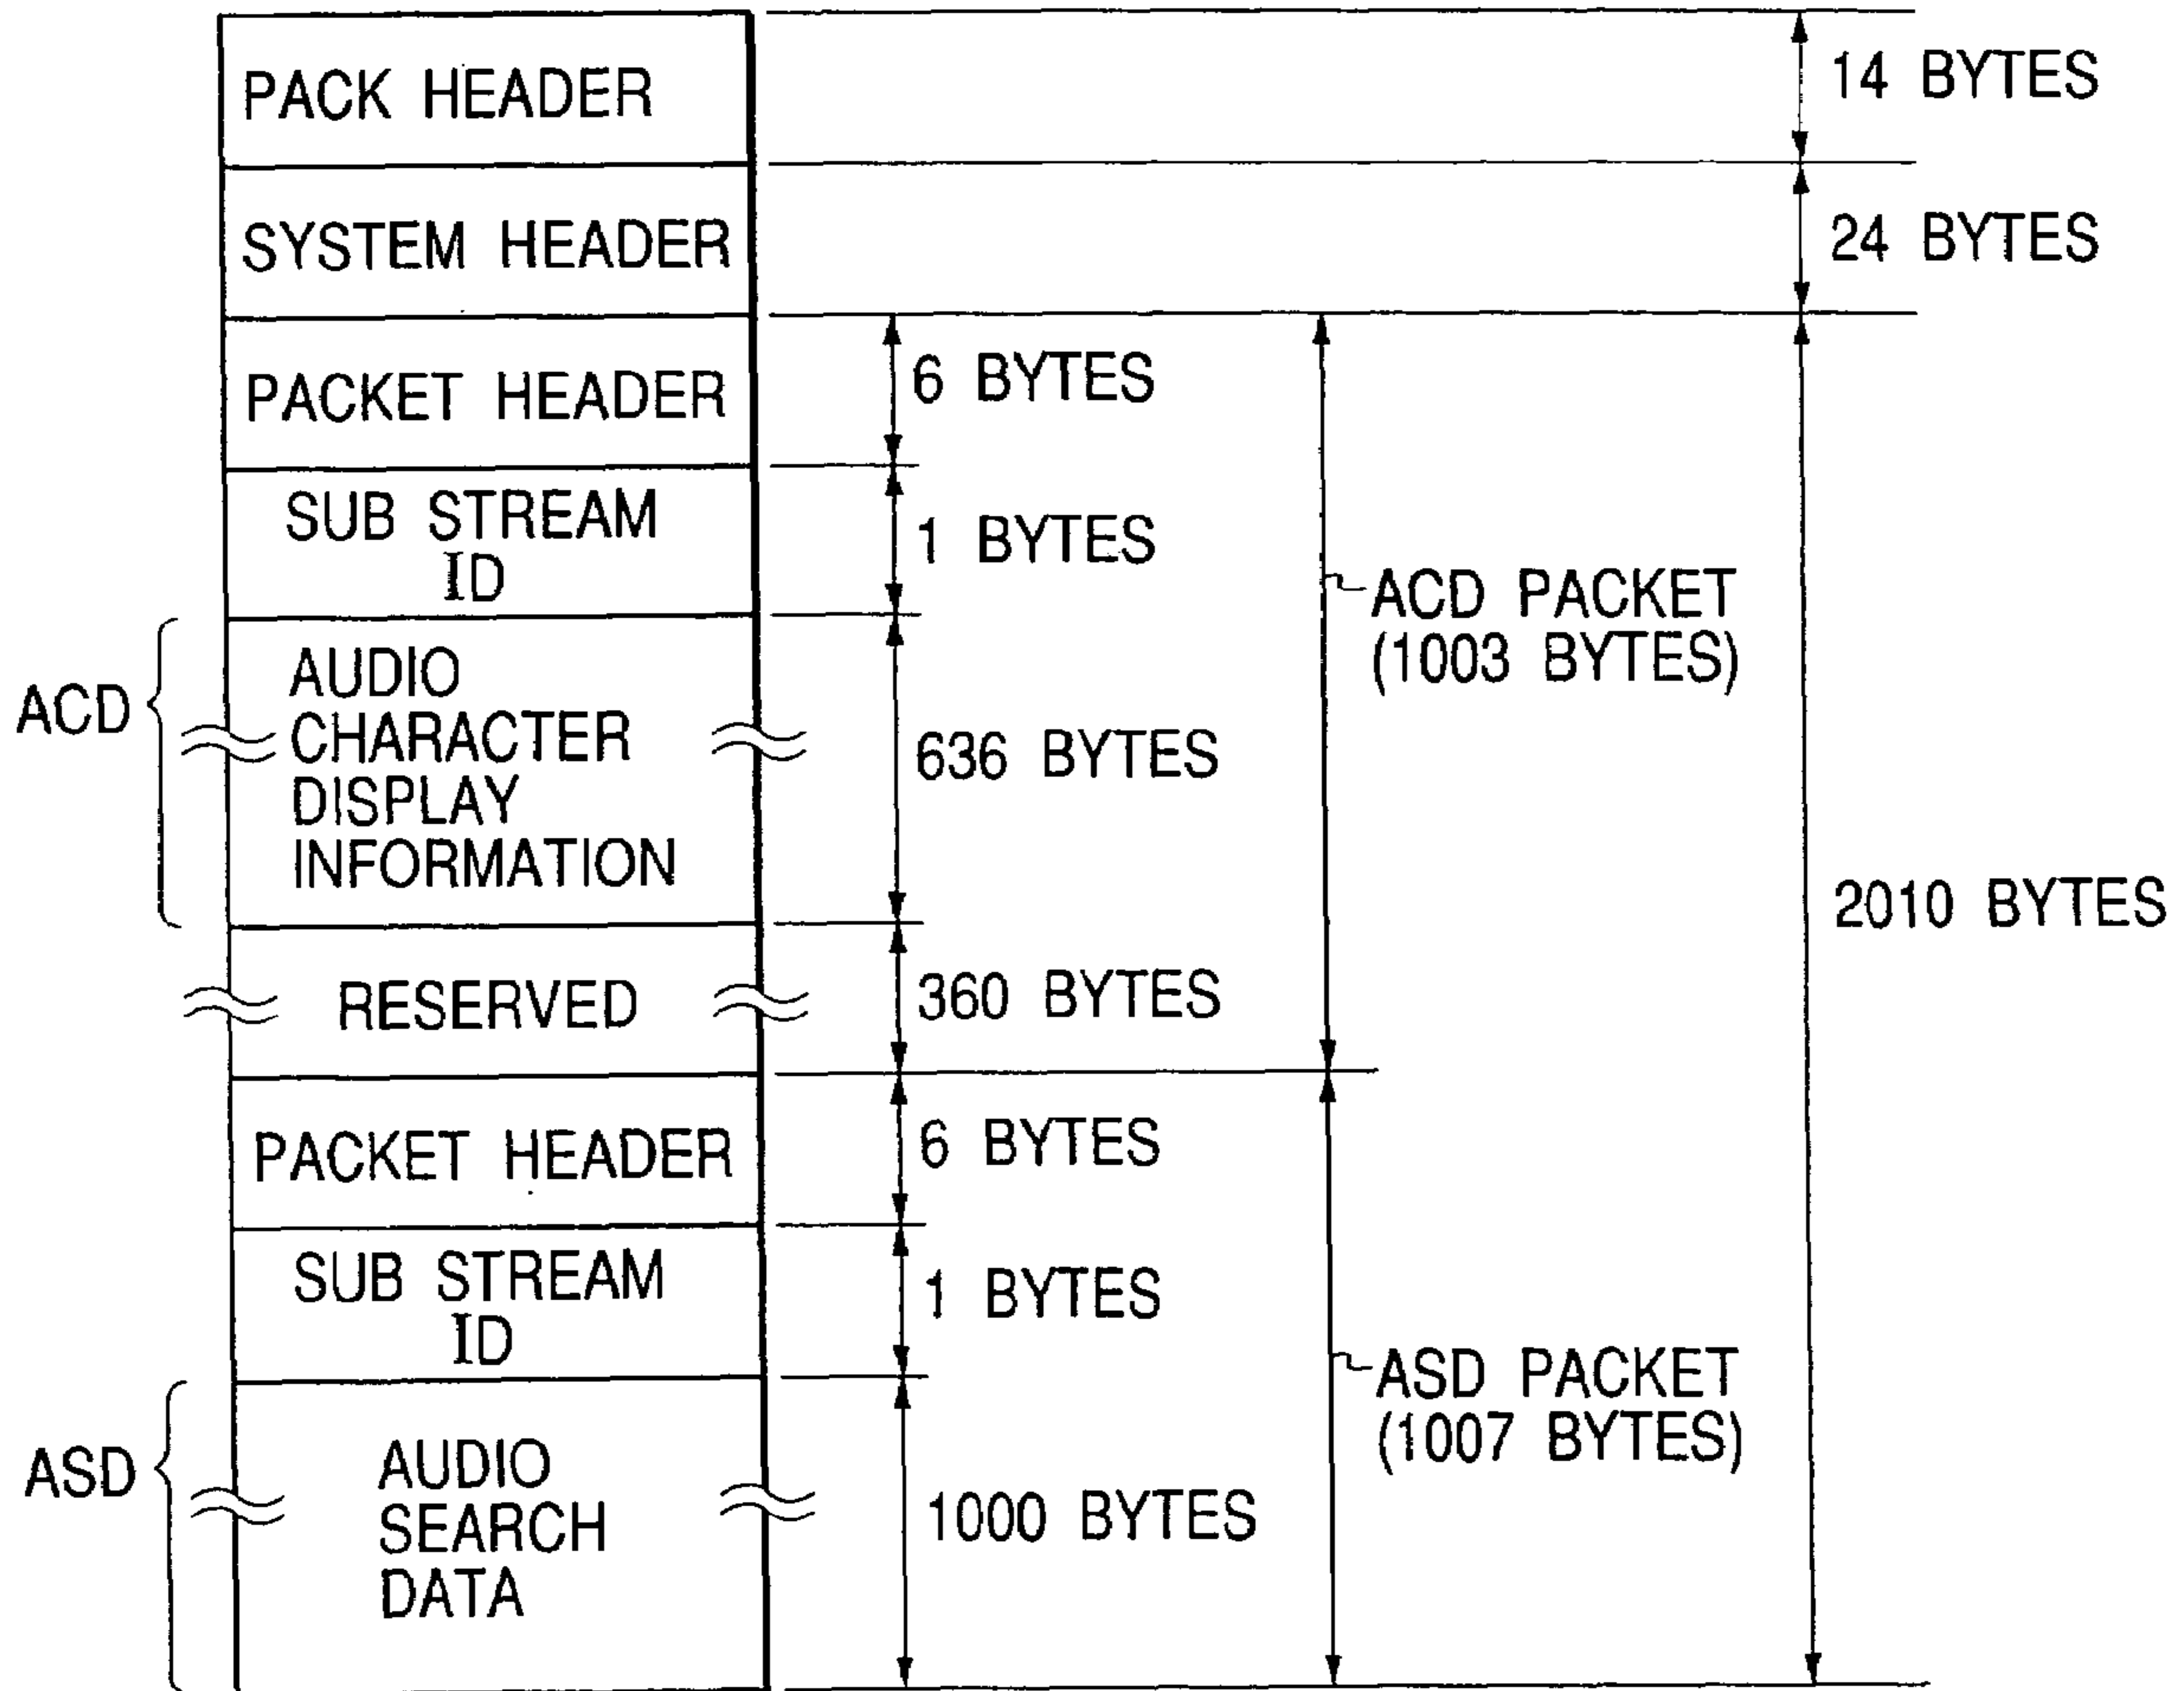 PACK HEADER
14 BYTES
SYSTEM HEADER
24 BYTES
PACKET HEADER
6 BYTES
SUB STREAM
ID
1 BYTES
ACD PACKET
(1003 BYTES)
ACD
AUDIO
CHARACTER
DISPLAY
INFORMATION
636 BYTES
2010 BYTES
RESERVED
360 BYTES
PACKET HEADER
6 BYTES
SUB STREAM
ID
1 BYTES
ASD PACKET
(1007 BYTES)
ASD
AUDIO
SEARCH
DATA
1000 BYTES